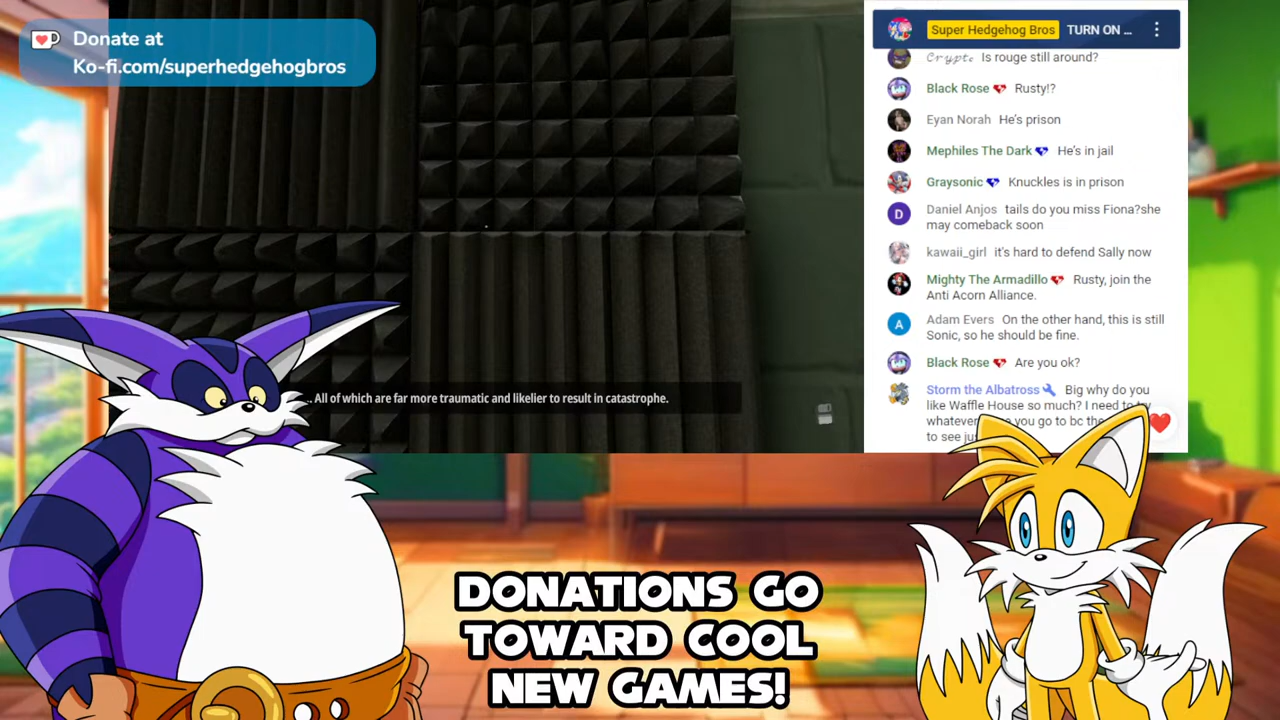 Donate at
Ko-fi.com/superhedgehogbros
Super Hedgehog Bros TURN ON ...
Crypto Is rouge still around?
Black Rose Rusty!?
Eyan Norah He's prison
Mephiles The Dark He's in jail
Graysonic Knuckles is in prison
D
Daniel Anjos tails do you miss Fiona?she
may comeback soon
kawaii_girl it's hard to defend Sally now
Mighty The Armadillo Rusty, join the
Anti Acorn Alliance.
A
Adam Evers On the other hand, this is still
Sonic, so he should be fine.
Black Rose Are you ok?
Storm the Albatross Big why do you
like Waffle House so much? I need to
whatever you go to bc the
to see
.. All of which are far more traumatic and likelier to result in catastrophe.
DONATIONS GO
TOWARD COOL
NEW GAMES!